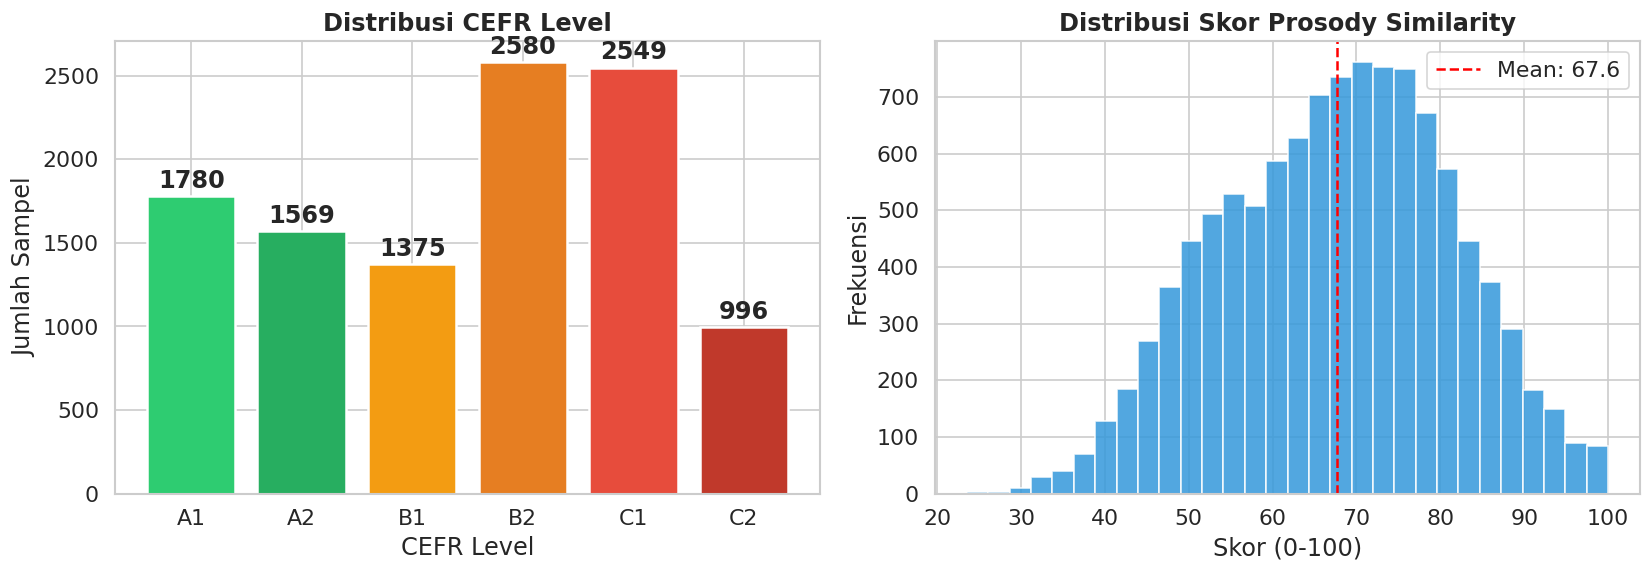 Distribusi CEFR Level
Jumlah Sampel
2500
2000
1500
1000
500
0
1780
1569
1375
2580
2549
996
A1 A2 B1 B2 C1 C2
CEFR Level
Distribusi Skor Prosody Similarity
Mean: 67.6
Frekuensi
700
600
500
400
300
200
100
0
20 30 40 50 60 70 80 90 100
Skor (0-100)